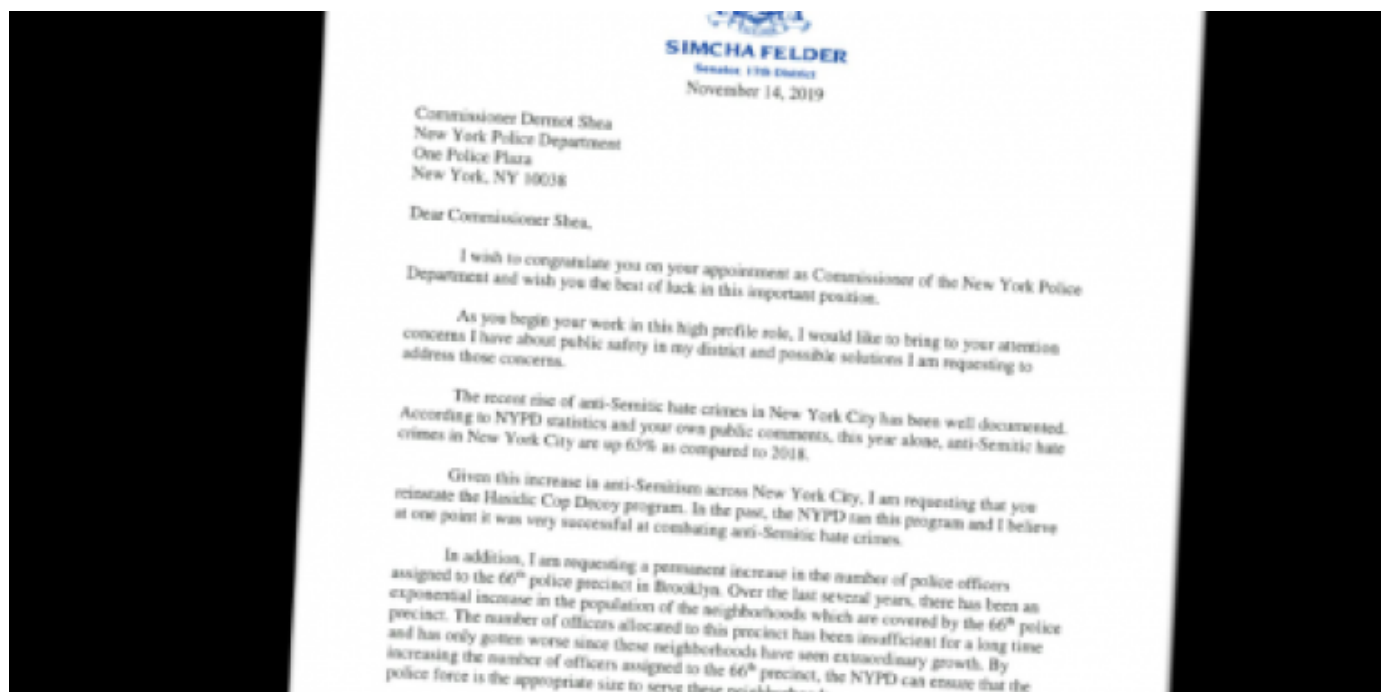 SIMCHA FELDER
Senator, 17th District
November 14, 2019
Commissioner Dermot Shea
New York Police Department
One Police Plaza
New York, NY 10038
Dear Commissioner Shea,
I wish to congratulate you on your appointment as Commissioner of the New York Police
Department and wish you the best of luck in this important position.
As you begin your work in this high profile role, I would like to bring to your attention
concerns I have about public safety in my district and possible solutions I am requesting to
address those concerns.
The recent rise of anti-Semitic hate crimes in New York City has been well documented.
According to NYPD statistics and your own public comments, this year alone, anti-Semitic hate
crimes in New York City are up 63% as compared to 2018.
Given this increase in anti-Semitism across New York City, I am requesting that you
reinstate the Hasidic Cop Decoy program. In the past, the NYPD ran this program and I believe
at one point it was very successful at combating anti-Semitic hate crimes.
In addition, I am requesting a permanent increase in the number of police officers
assigned to the 66th police precinct in Brooklyn. Over the last several years, there has been an
exponential increase in the population of the neighborhoods which are covered by the 66th police
precinct. The number of officers allocated to this precinct has been insufficient for a long time
and has only gotten worse since these neighborhoods have seen extraordinary growth. By
increasing the number of officers assigned to the 66th precinct, the NYPD can ensure that the
police force is the appropriate size to serve these